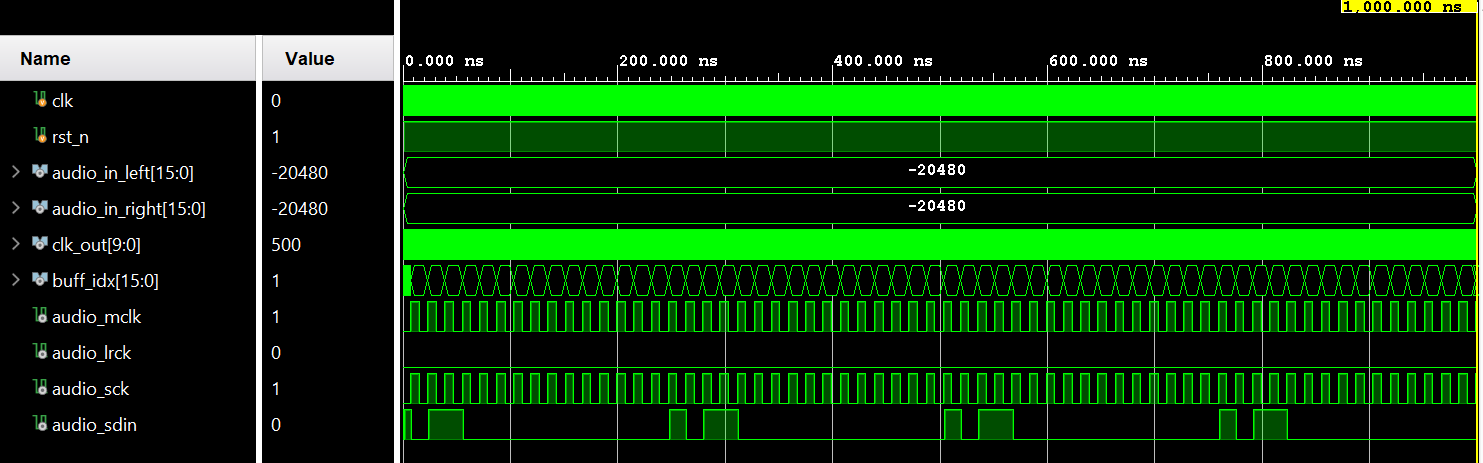 1,000.000 ns
Name Value 0.000 ns 200.000 ns 400.000 ns 600.000 ns 800.000 ns
clk 0
rst_n 1
audio_in_left[15:0] -20480 -20480
audio_in_right[15:0] -20480 -20480
clk_out[9:0] 500
buff_idx[15:0] 1
audio_mclk 1
audio_lrck 0
audio_sck 1
audio_sdin 0